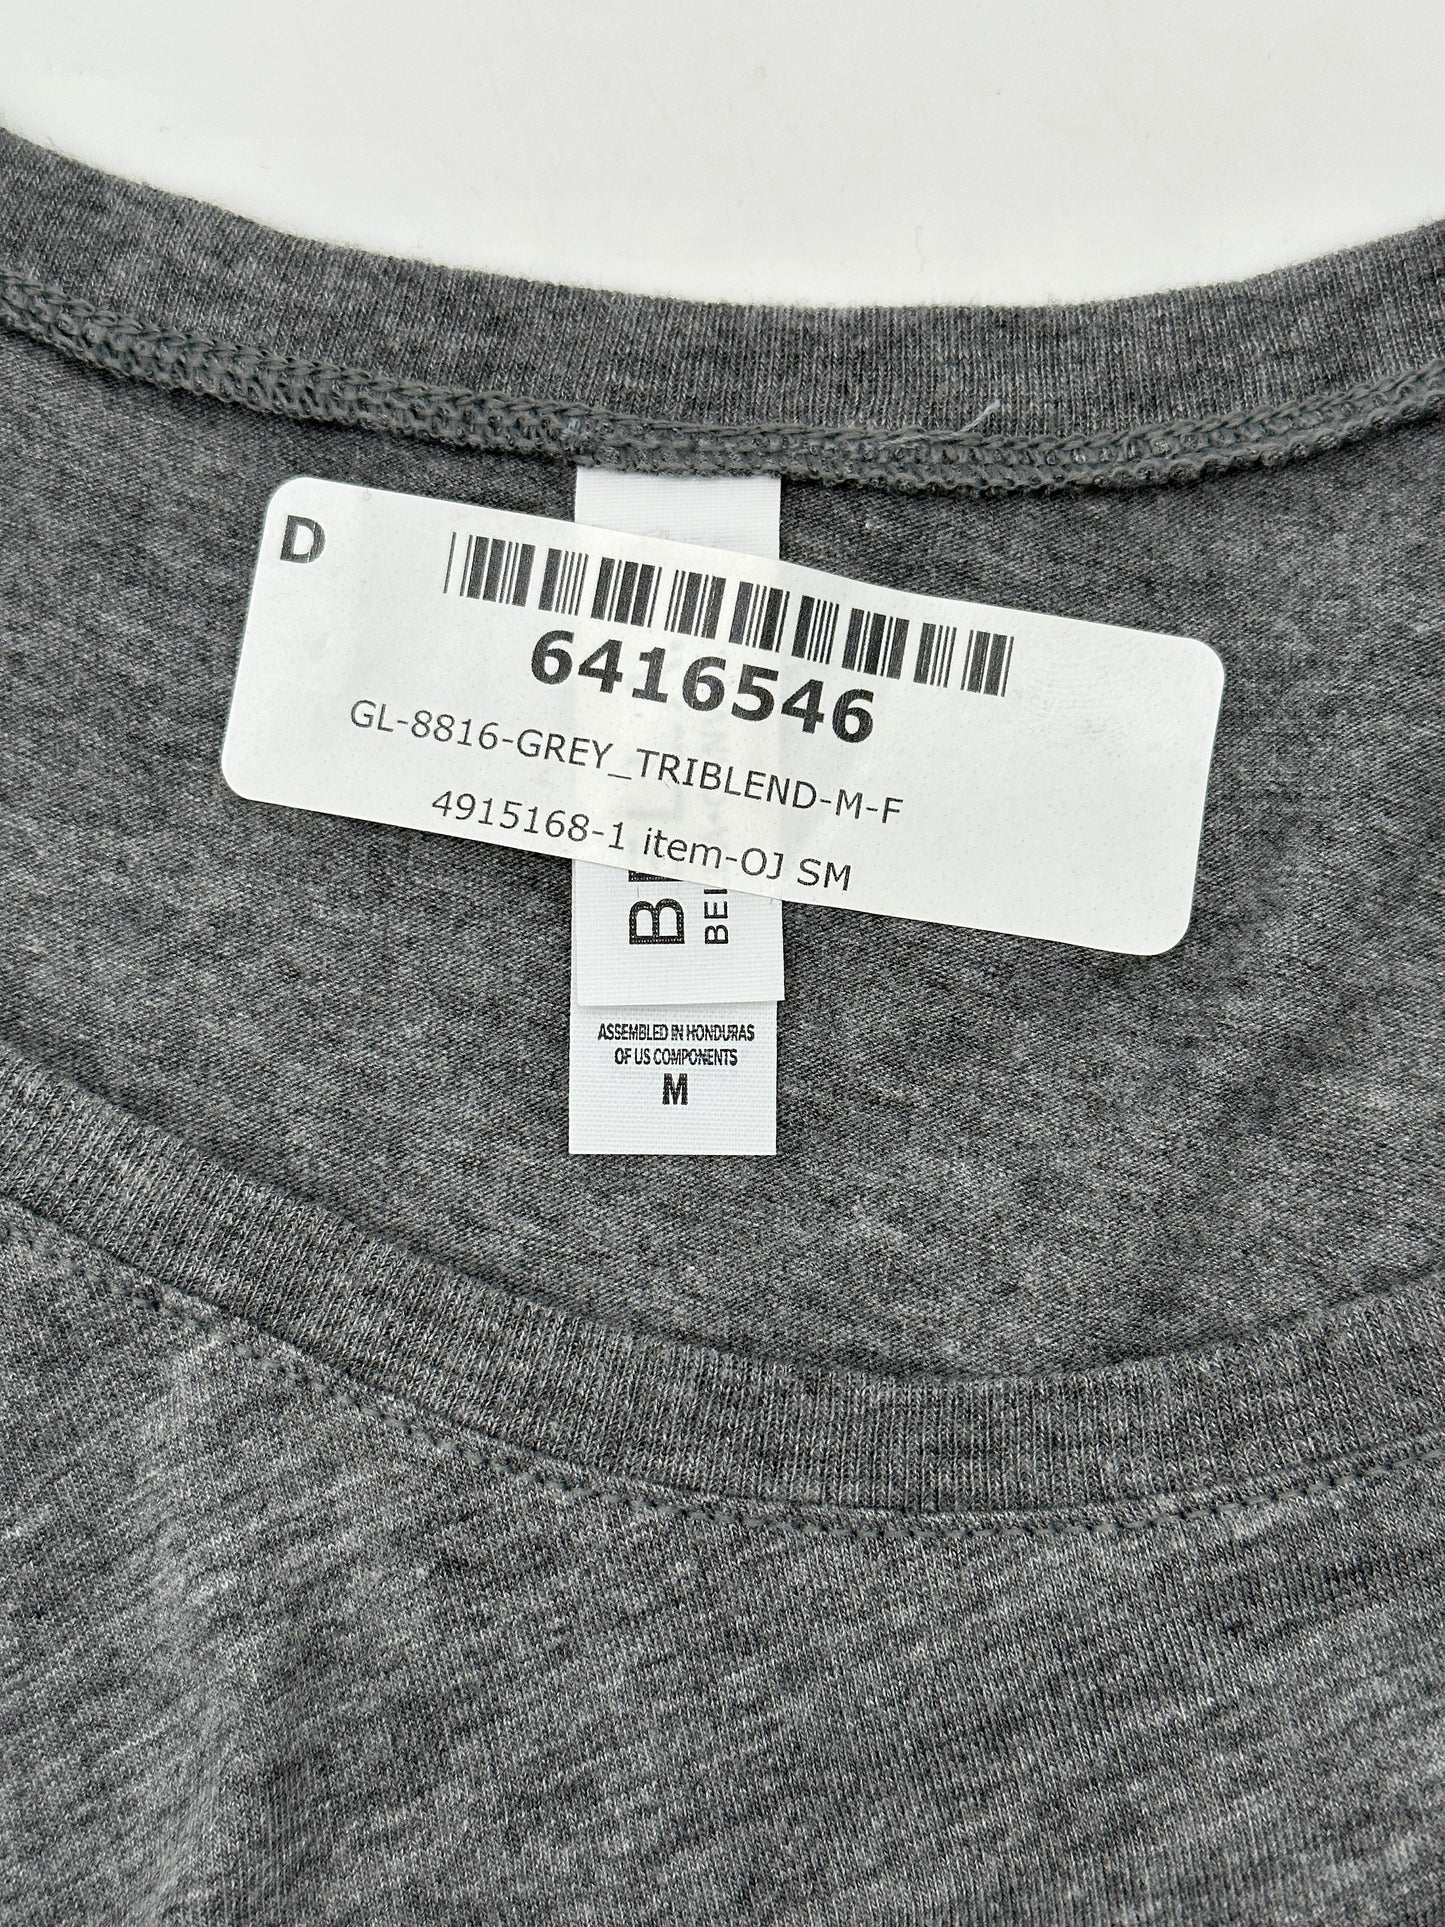 D
6416546
GL-8816-GREY_TRIBLEND-M-F
4915168-1 item-OJ SM
ASSEMBLED IN HONDURAS
OF US COMPONENTS
M